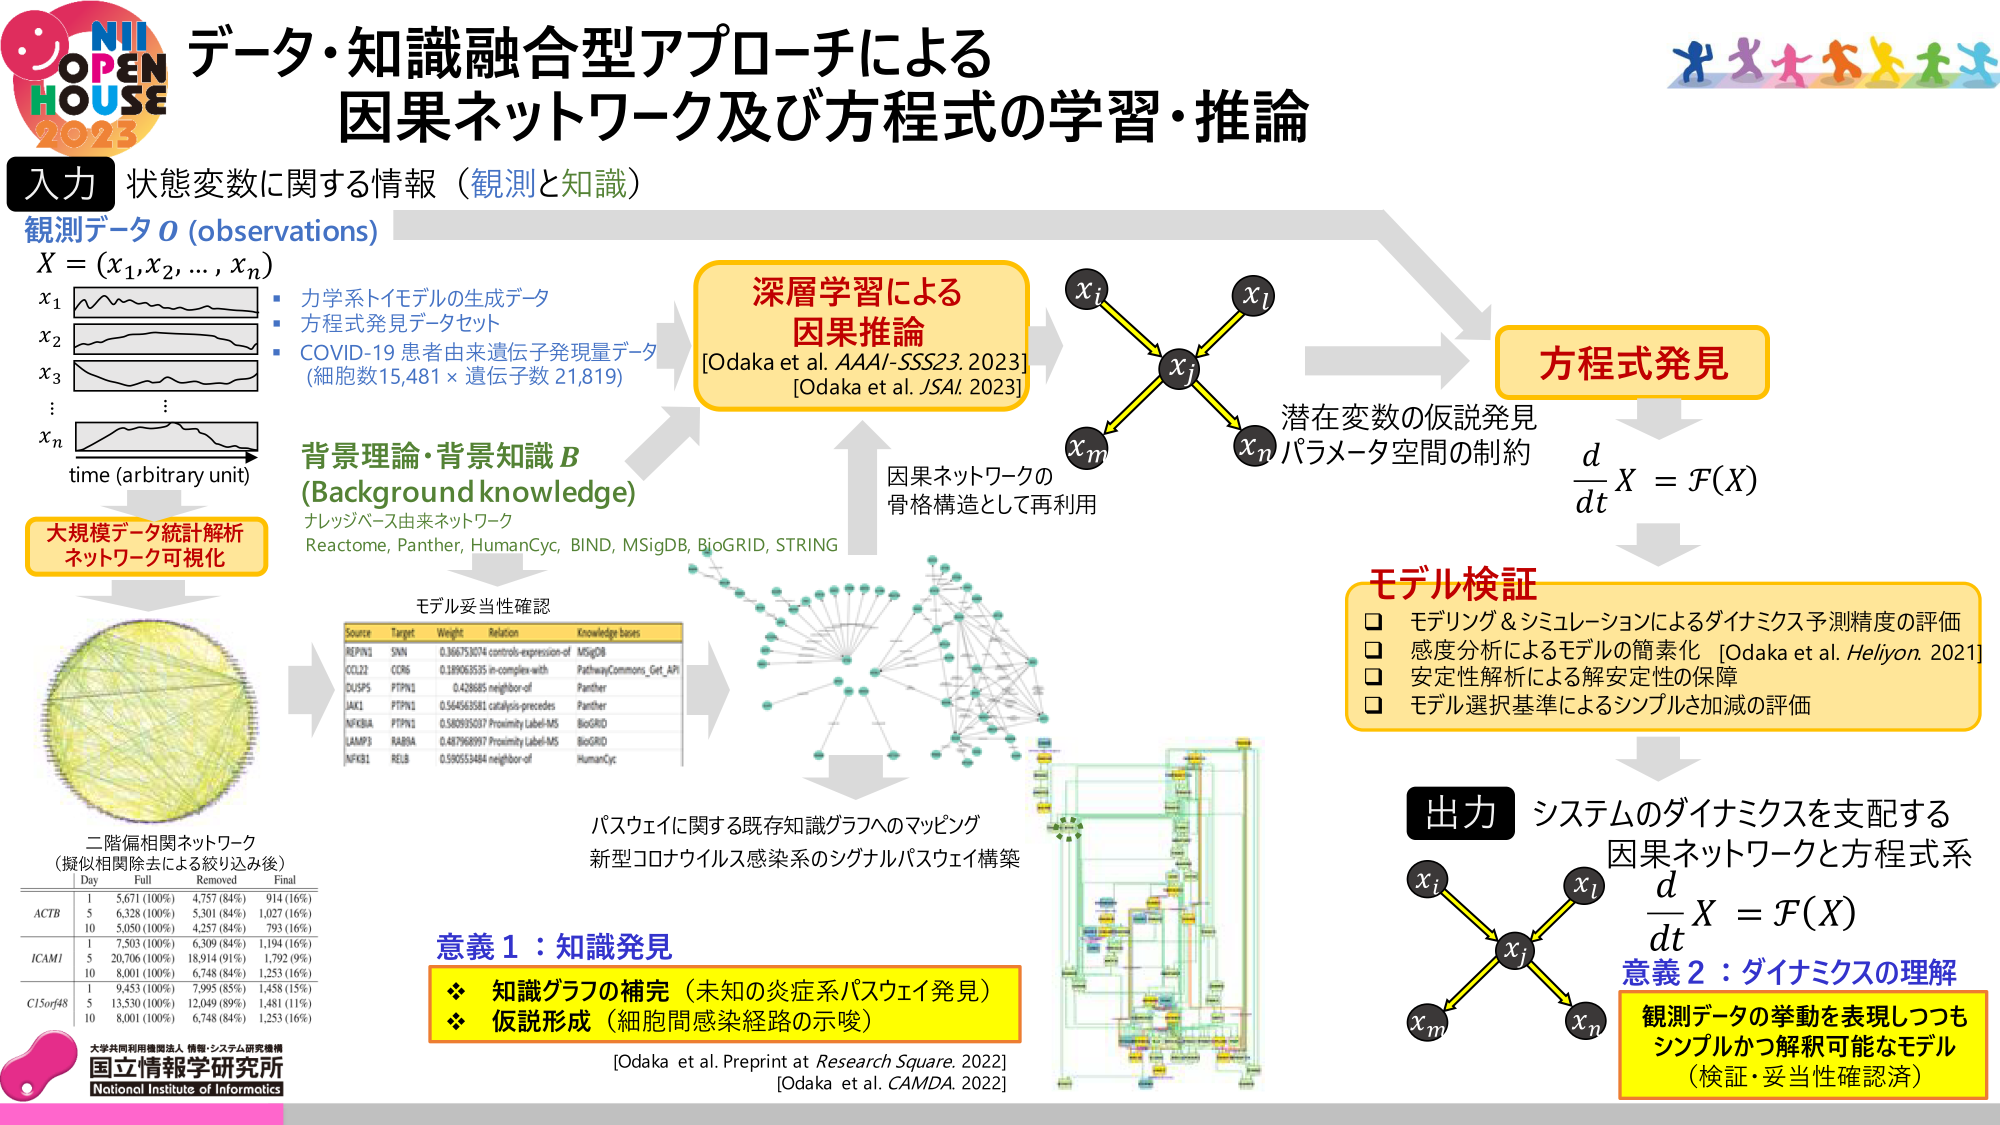 NII
OPEN
HOUSE
2023
データ・知識融合型アプローチによる
因果ネットワーク及び方程式の学習・推論
入力 状態変数に関する情報（観測と知識）
観測データ O (observations)
X = (x₁,x₂, … , xₙ)
x₁
x₂
x₃
⋮ ⋮
xₙ
time (arbitrary unit)
▪ 力学系トイモデルの生成データ
▪ 方程式発見データセット
▪ COVID-19 患者由来遺伝子発現量データ
(細胞数15,481 × 遺伝子数 21,819)
背景理論・背景知識 B
(Background knowledge)
ナレッジベース由来ネットワーク
Reactome, Panther, HumanCyc, BIND, MSigDB, BioGRID, STRING
深層学習による
因果推論
[Odaka et al. AAAI-SSS23. 2023]
[Odaka et al. JSAI. 2023]
xᵢ xₗ
xⱼ
xₘ xₙ
因果ネットワークの
骨格構造として再利用
潜在変数の仮説発見
パラメータ空間の制約
方程式発見
d/dt X = ℱ(X)
大規模データ統計解析
ネットワーク可視化
二階偏相関ネットワーク
（擬似相関除去による絞り込み後）
Day Full Removed Final
ACTB 1 5,671 (100%) 4,757 (84%) 914 (16%)
5 6,328 (100%) 5,301 (84%) 1,027 (16%)
10 5,050 (100%) 4,257 (84%) 793 (16%)
ICAM1 1 7,503 (100%) 6,309 (84%) 1,194 (16%)
5 20,706 (100%) 18,914 (91%) 1,792 (9%)
10 8,001 (100%) 6,748 (84%) 1,253 (16%)
C15orf48 1 9,453 (100%) 7,995 (85%) 1,458 (15%)
5 13,530 (100%) 12,049 (89%) 1,481 (11%)
10 8,001 (100%) 6,748 (84%) 1,253 (16%)
モデル妥当性確認
Source Target Weight Relation Knowledge bases
REPIN1 SNN 0.366753074 controls-expression-of MSigDB
CCL22 CCR6 0.189063535 in-complex-with PathwayCommons_Get_API
DUSP5 PTPN1 0.428685 neighbor-of Panther
JAK1 PTPN1 0.564563581 catalysis-precedes Panther
NFKBIA PTPN1 0.580935037 Proximity Label-MS BioGRID
LAMP3 RAB9A 0.487968997 Proximity Label-MS BioGRID
NFKB1 RELB 0.590553484 neighbor-of HumanCyc
パスウェイに関する既存知識グラフへのマッピング
新型コロナウイルス感染系のシグナルパスウェイ構築
意義１：知識発見
❖ 知識グラフの補完（未知の炎症系パスウェイ発見）
❖ 仮説形成（細胞間感染経路の示唆）
[Odaka et al. Preprint at Research Square. 2022]
[Odaka et al. CAMDA. 2022]
モデル検証
❑ モデリング＆シミュレーションによるダイナミクス予測精度の評価
❑ 感度分析によるモデルの簡素化 [Odaka et al. Heliyon. 2021]
❑ 安定性解析による解安定性の保障
❑ モデル選択基準によるシンプルさ加減の評価
出力 システムのダイナミクスを支配する
因果ネットワークと方程式系
xᵢ xₗ
xⱼ
xₘ xₙ
d/dt X = ℱ(X)
意義２：ダイナミクスの理解
観測データの挙動を表現しつつも
シンプルかつ解釈可能なモデル
（検証・妥当性確認済）
大学共同利用機関法人 情報・システム研究機構
国立情報学研究所
National Institute of Informatics